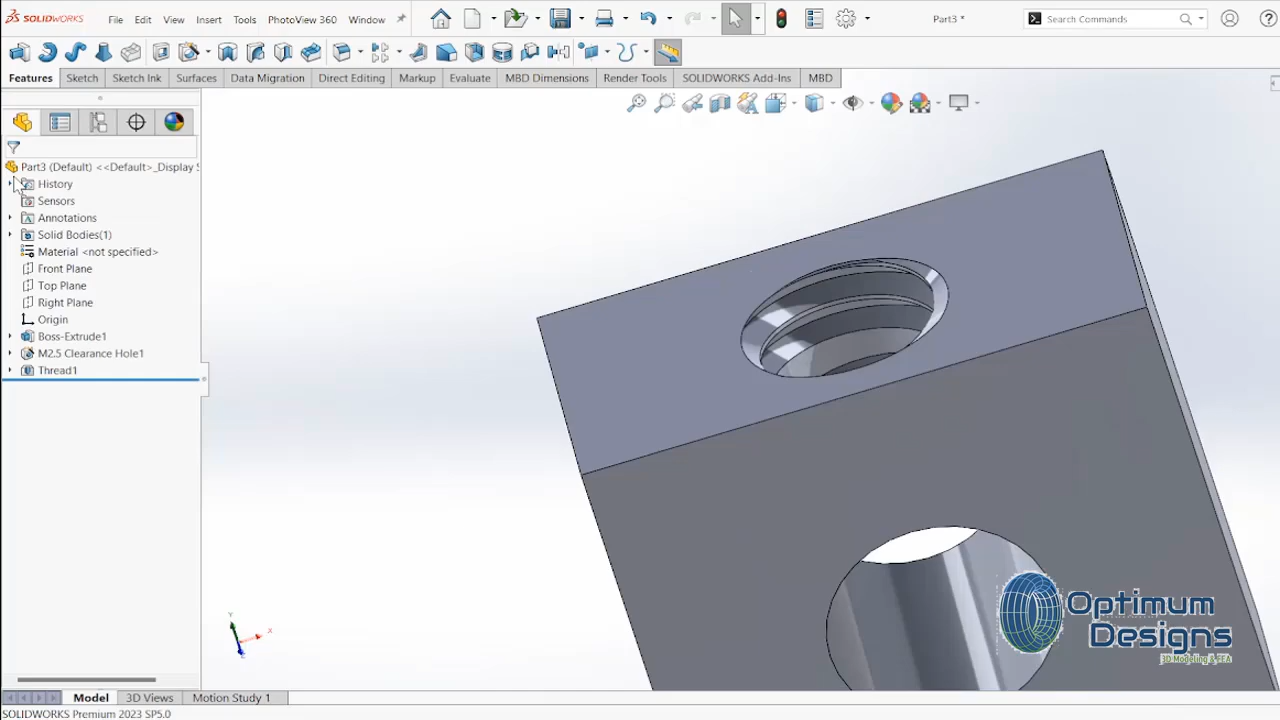 SOLIDWORKS File Edit View Insert Tools PhotoView 360 Window Part3 * Search Commands
Features Sketch Sketch Ink Surfaces Data Migration Direct Editing Markup Evaluate MBD Dimensions Render Tools SOLIDWORKS Add-Ins MBD
Part3 (Default) <<Default>_Display S
History
Sensors
Annotations
Solid Bodies(1)
Material <not specified>
Front Plane
Top Plane
Right Plane
Origin
Boss-Extrude1
M2.5 Clearance Hole1
Thread1
Y
X
Z
Optimum
Designs
3D Modeling & FEA
Model 3D Views Motion Study 1
SOLIDWORKS Premium 2023 SP5.0